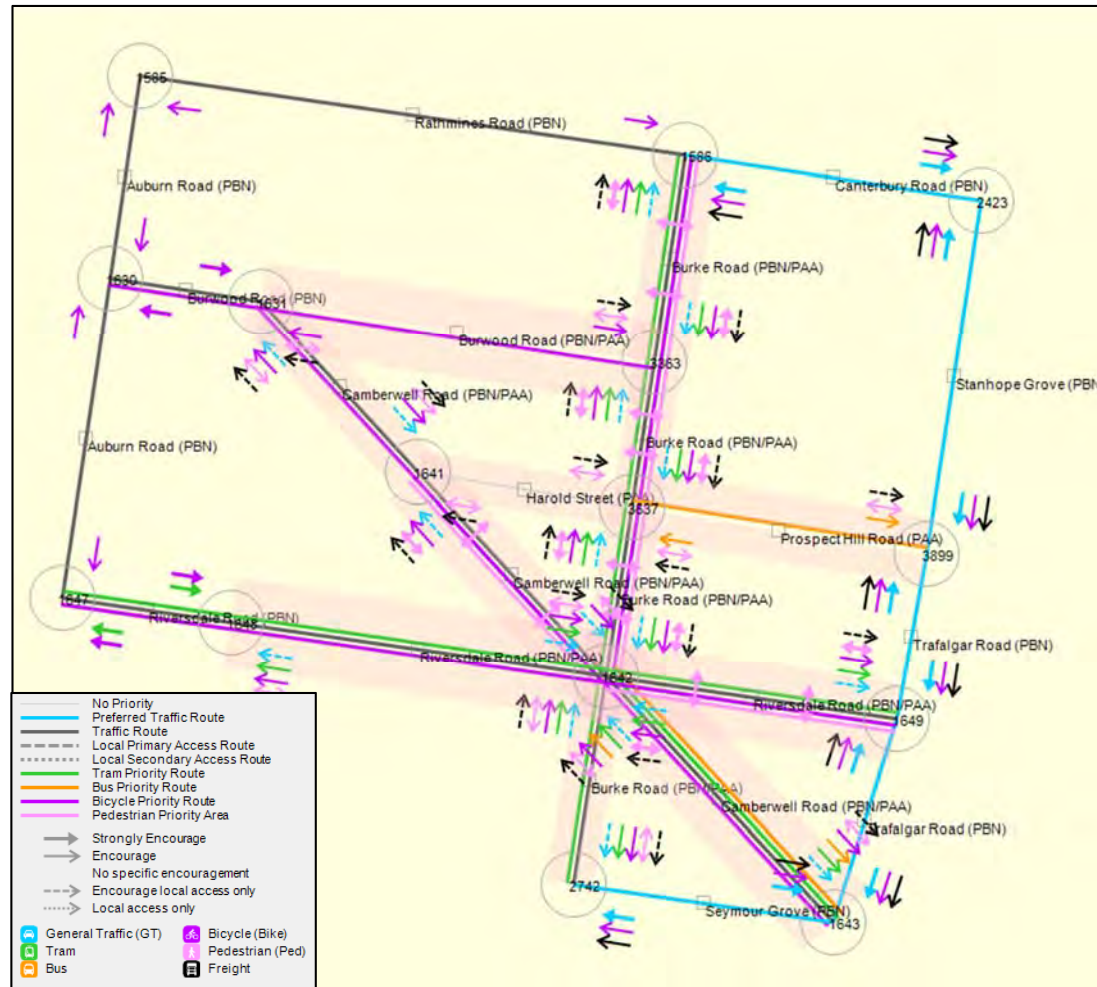 1585
Rathmines Road (PBN)
1586
Auburn Road (PBN)
Canterbury Road (PBN)
2423
Burke Road (PBN/PAA)
1630
Burwood Road (PBN)
1631
Burwood Road (PBN/PAA)
3363
Camberwell Road (PBN/PAA)
Stanhope Grove (PBN
Auburn Road (PBN)
Burke Road (PBN/PAA)
1641
Harold Street (PAA)
3637
Prospect Hill Road (PAA)
3899
Camberwell Road (PBN/PAA)
Burke Road (PBN/PAA)
1647
Riversdale Road (PBN)
1648
Trafalgar Road (PBN)
Riversdale Road (PBN/PAA)
1642
Riversdale Road (PBN/PAA)
1649
Burke Road (PBN/PAA)
Camberwell Road (PBN/PAA)
Trafalgar Road (PBN)
2742
Seymour Grove (PBN)
1643
No Priority
Preferred Traffic Route
Traffic Route
Local Primary Access Route
Local Secondary Access Route
Tram Priority Route
Bus Priority Route
Bicycle Priority Route
Pedestrian Priority Area
Strongly Encourage
Encourage
No specific encouragement
Encourage local access only
Local access only
General Traffic (GT)
Bicycle (Bike)
Tram
Pedestrian (Ped)
Bus
Freight